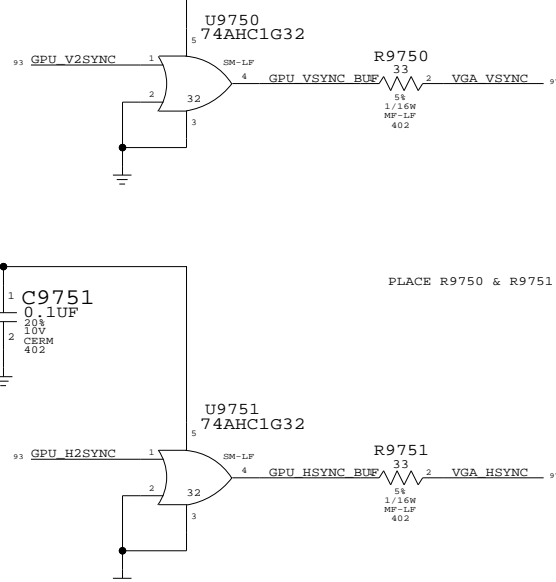 U9750
74AHC1G32
5
93 GPU_V2SYNC 1
SM-LF
4 GPU_VSYNC_BUF
2
32
3
R9750
33
1 2 VGA_VSYNC
5%
1/16W
MF-LF
402
PLACE R9750 & R9751
1 C9751
0.1UF
20%
2 10V
CERM
402
U9751
74AHC1G32
5
93 GPU_H2SYNC 1
SM-LF
4 GPU_HSYNC_BUF
2
32
3
R9751
33
1 2 VGA_HSYNC
5%
1/16W
MF-LF
402